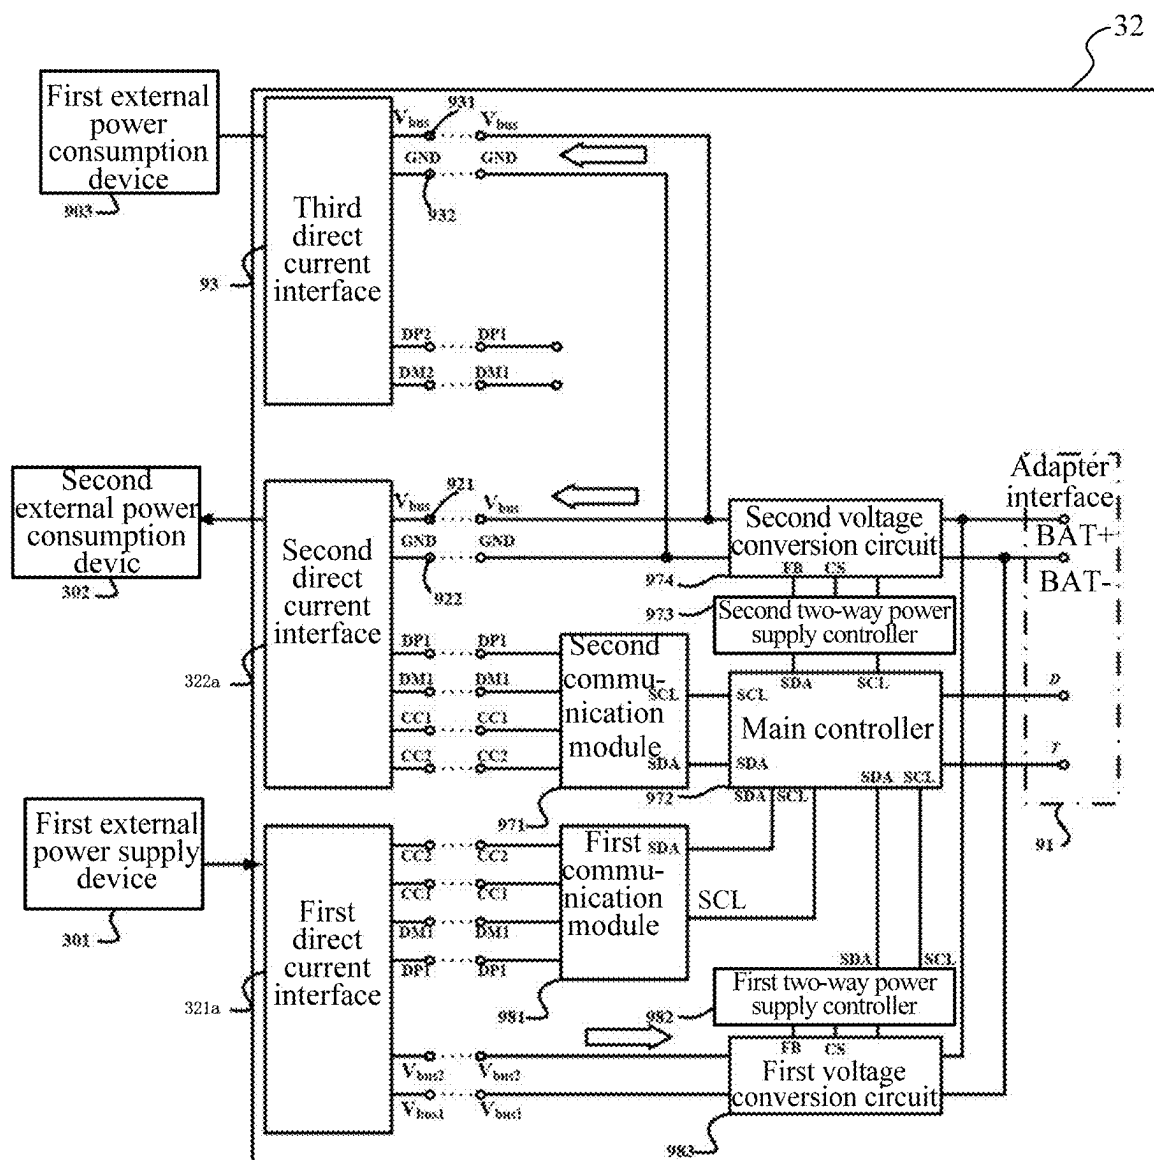 32
First external
power
consumption
device
903
Third
direct
current
interface
93
Vbus
931
Vbus
GND
GND
932
DP2
DP1
DM2
DM1
Second
external power
consumption
devic
302
Second
direct
current
interface
322a
Vbus
921
Vbus
GND
GND
922
DP1
DP1
DM1
DM1
CC1
CC1
CC2
CC2
Second
commu-
nication
module
SCL
SDA
971
Second voltage
conversion circuit
FB
CS
974
973
Second two-way power
supply controller
SDA
SCL
SCL
Main controller
SDA
SDA
SCL
972
SDA
SCL
Adapter
interface
BAT+
BAT-
D
T
91
First external
power supply
device
301
First
direct
current
interface
321a
CC2
CC2
CC1
CC1
DM1
DM1
DP1
DP1
Vbus2
Vbus2
Vbus1
Vbus1
First
commu-
nication
module
SDA
SCL
981
SDA
SCL
982
First two-way power
supply controller
FB
CS
First voltage
conversion circuit
983